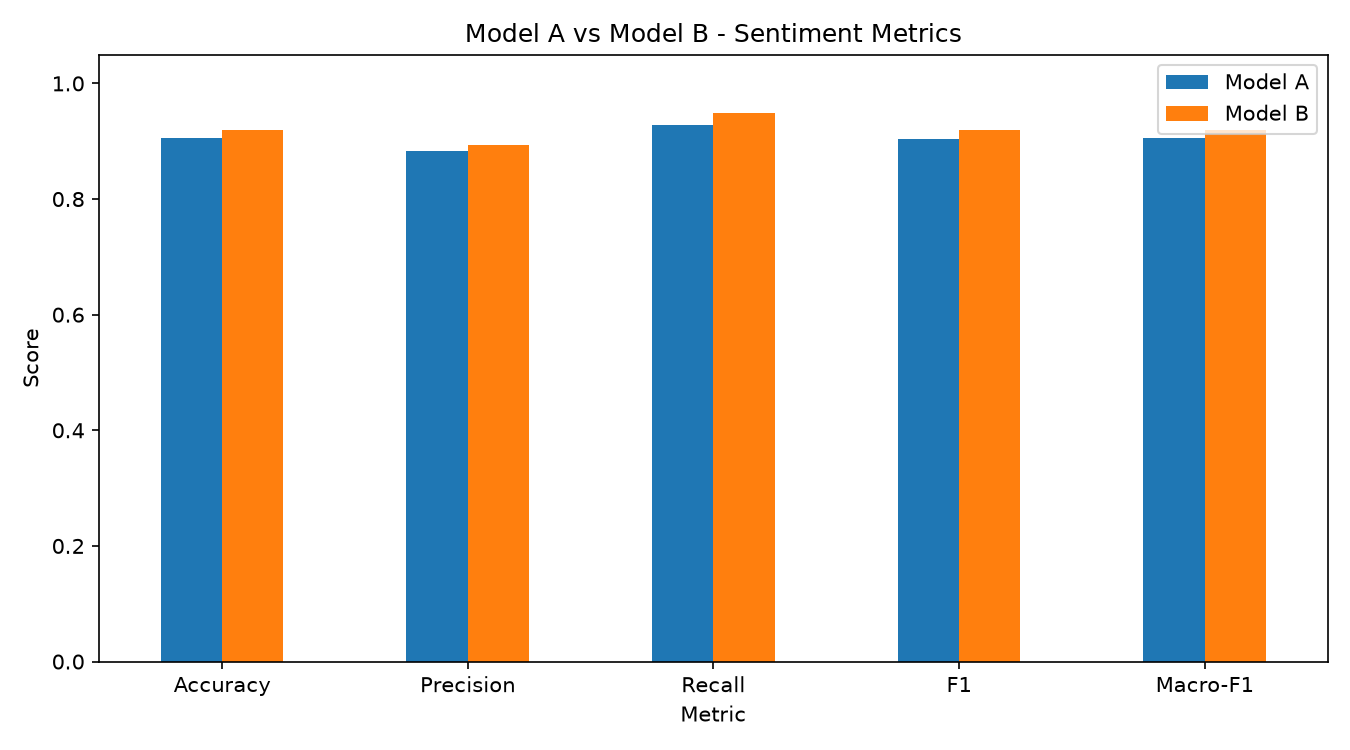 Model A vs Model B - Sentiment Metrics
Model A
Model B
1.0
0.8
0.6
0.4
0.2
0.0
Score
Accuracy
Precision
Recall
F1
Macro-F1
Metric